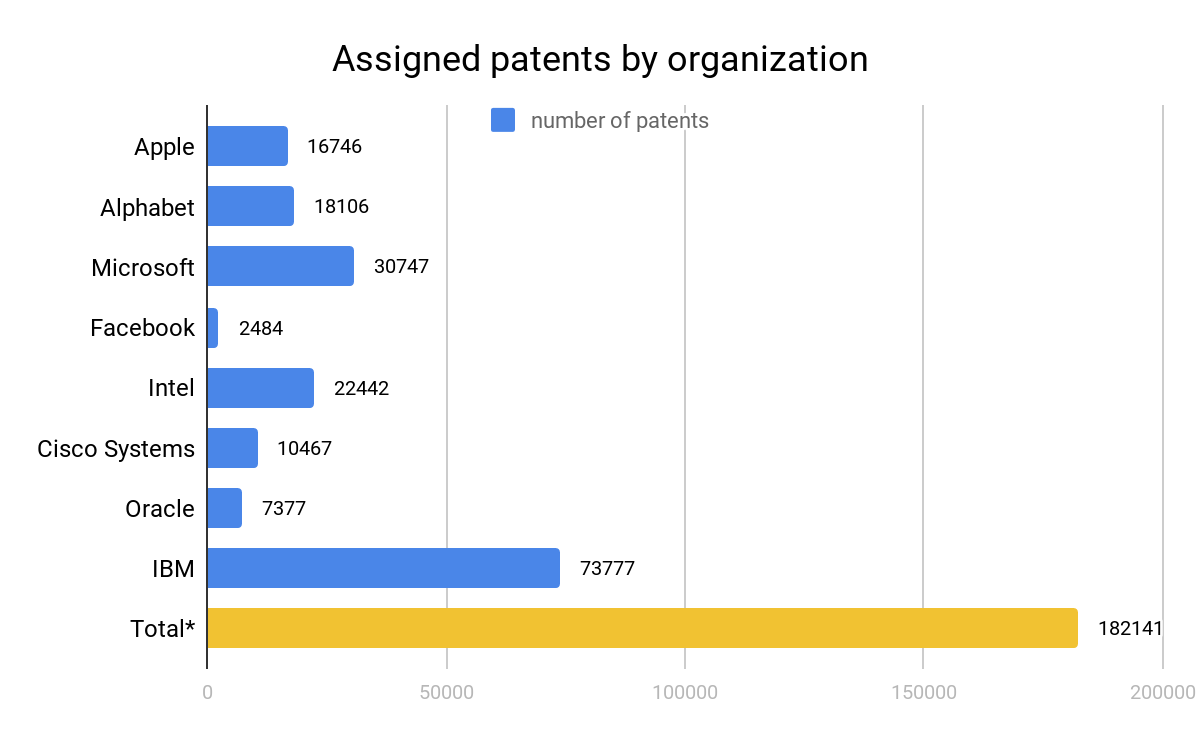 Assigned patents by organization
number of patents
Apple 16746
Alphabet 18106
Microsoft 30747
Facebook 2484
Intel 22442
Cisco Systems 10467
Oracle 7377
IBM 73777
Total* 182141
0 50000 100000 150000 200000